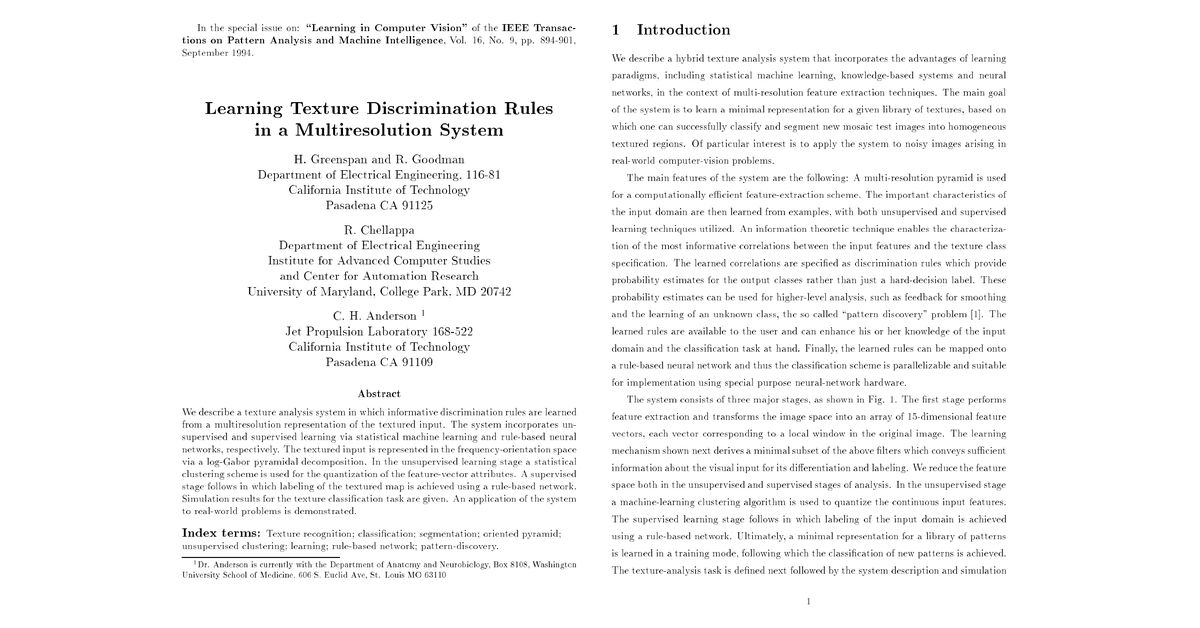 In the special issue on: “Learning in Computer Vision” of the IEEE Transac-
tions on Pattern Analysis and Machine Intelligence, Vol. 16, No. 9, pp. 894-901,
September 1994.
Learning Texture Discrimination Rules
in a Multiresolution System
H. Greenspan and R. Goodman
Department of Electrical Engineering, 116-81
California Institute of Technology
Pasadena CA 91125
R. Chellappa
Department of Electrical Engineering
Institute for Advanced Computer Studies
and Center for Automation Research
University of Maryland, College Park, MD 20742
C. H. Anderson 1
Jet Propulsion Laboratory 168-522
California Institute of Technology
Pasadena CA 91109
Abstract
We describe a texture analysis system in which informative discrimination rules are learned
from a multiresolution representation of the textured input. The system incorporates un-
supervised and supervised learning via statistical machine learning and rule-based neural
networks, respectively. The textured input is represented in the frequency-orientation space
via a log-Gabor pyramidal decomposition. In the unsupervised learning stage a statistical
clustering scheme is used for the quantization of the feature-vector attributes. A supervised
stage follows in which labeling of the textured map is achieved using a rule-based network.
Simulation results for the texture classification task are given. An application of the system
to real-world problems is demonstrated.
Index terms: Texture recognition; classification; segmentation; oriented pyramid;
unsupervised clustering; learning; rule-based network; pattern-discovery.
1Dr. Anderson is currently with the Department of Anatomy and Neurobiology, Box 8108, Washington
University School of Medicine. 606 S. Euclid Ave, St. Louis MO 63110
1 Introduction
We describe a hybrid texture analysis system that incorporates the advantages of learning
paradigms, including statistical machine learning, knowledge-based systems and neural
networks, in the context of multi-resolution feature extraction techniques. The main goal
of the system is to learn a minimal representation for a given library of textures, based on
which one can successfully classify and segment new mosaic test images into homogeneous
textured regions. Of particular interest is to apply the system to noisy images arising in
real-world computer-vision problems.
The main features of the system are the following: A multi-resolution pyramid is used
for a computationally efficient feature-extraction scheme. The important characteristics of
the input domain are then learned from examples, with both unsupervised and supervised
learning techniques utilized. An information theoretic technique enables the characteriza-
tion of the most informative correlations between the input features and the texture class
specification. The learned correlations are specified as discrimination rules which provide
probability estimates for the output classes rather than just a hard-decision label. These
probability estimates can be used for higher-level analysis, such as feedback for smoothing
and the learning of an unknown class, the so called “pattern discovery” problem [1]. The
learned rules are available to the user and can enhance his or her knowledge of the input
domain and the classification task at hand. Finally, the learned rules can be mapped onto
a rule-based neural network and thus the classification scheme is parallelizable and suitable
for implementation using special purpose neural-network hardware.
The system consists of three major stages, as shown in Fig. 1. The first stage performs
feature extraction and transforms the image space into an array of 15-dimensional feature
vectors, each vector corresponding to a local window in the original image. The learning
mechanism shown next derives a minimal subset of the above filters which conveys sufficient
information about the visual input for its differentiation and labeling. We reduce the feature
space both in the unsupervised and supervised stages of analysis. In the unsupervised stage
a machine-learning clustering algorithm is used to quantize the continuous input features.
The supervised learning stage follows in which labeling of the input domain is achieved
using a rule-based network. Ultimately, a minimal representation for a library of patterns
is learned in a training mode, following which the classification of new patterns is achieved.
The texture-analysis task is defined next followed by the system description and simulation
1